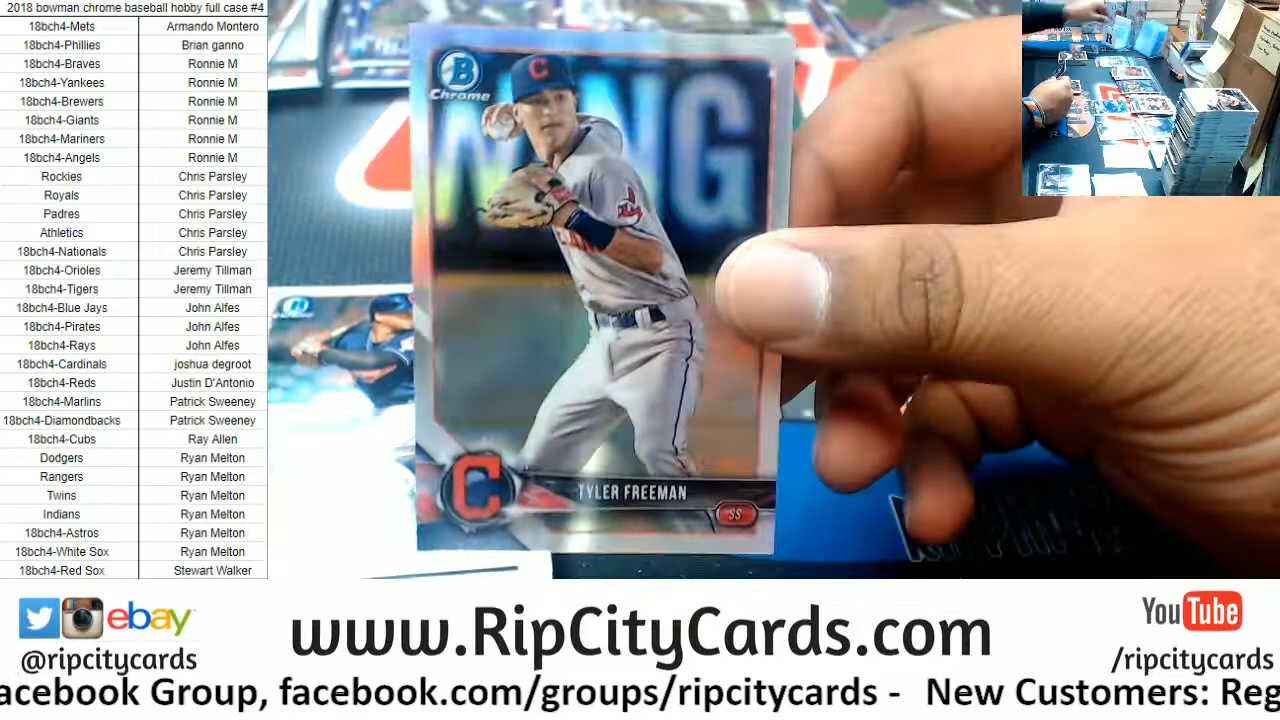 2018 bowman chrome baseball hobby full case #4
18bch4-Mets Armando Montero
18bch4-Phillies Brian ganno
18bch4-Braves Ronnie M
18bch4-Yankees Ronnie M
18bch4-Brewers Ronnie M
18bch4-Giants Ronnie M
18bch4-Mariners Ronnie M
18bch4-Angels Ronnie M
Rockies Chris Parsley
Royals Chris Parsley
Padres Chris Parsley
Athletics Chris Parsley
18bch4-Nationals Chris Parsley
18bch4-Orioles Jeremy Tillman
18bch4-Tigers Jeremy Tillman
18bch4-Blue Jays John Alfes
18bch4-Pirates John Alfes
18bch4-Rays John Alfes
18bch4-Cardinals joshua degroot
18bch4-Reds Justin D'Antonio
18bch4-Marlins Patrick Sweeney
18bch4-Diamondbacks Patrick Sweeney
18bch4-Cubs Ray Allen
Dodgers Ryan Melton
Rangers Ryan Melton
Twins Ryan Melton
Indians Ryan Melton
18bch4-Astros Ryan Melton
18bch4-White Sox Ryan Melton
18bch4-Red Sox Stewart Walker
B
Chrome
C
NG
C
TYLER FREEMAN
SS
ebay
@ripcitycards
www.RipCityCards.com
YouTube
/ripcitycards
acebook Group, facebook.com/groups/ripcitycards - New Customers: Reg